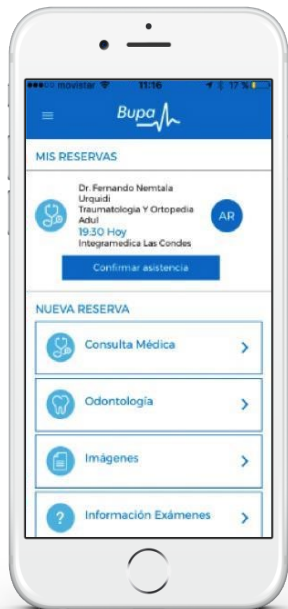 movistar 11:16 17 %
Bupa
MIS RESERVAS
Dr. Fernando Nemtala
Urquidi
Traumatologia Y Ortopedia
Adul
19:30 Hoy
Integramedica Las Condes
AR
Confirmar asistencia
NUEVA RESERVA
Consulta Médica
Odontología
Imágenes
Información Exámenes
?